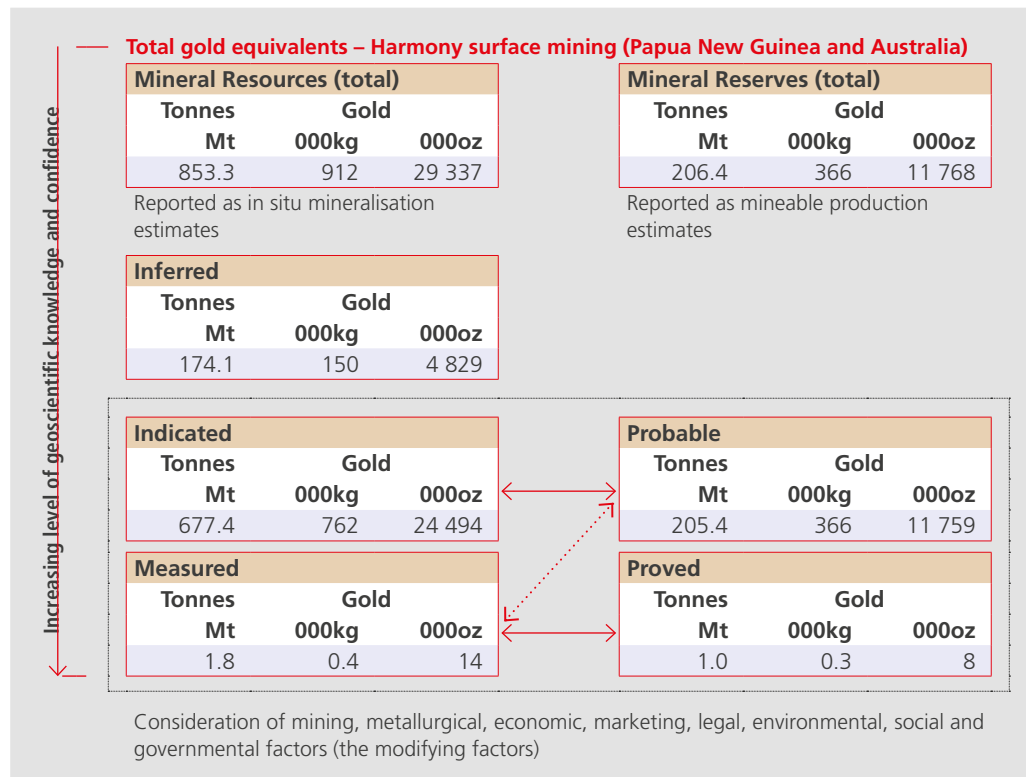 Total gold equivalents – Harmony surface mining (Papua New Guinea and Australia)
Increasing level of geoscientific knowledge and confidence
Mineral Resources (total)
Tonnes Gold
Mt 000kg 000oz
853.3 912 29 337
Reported as in situ mineralisation
estimates
Mineral Reserves (total)
Tonnes Gold
Mt 000kg 000oz
206.4 366 11 768
Reported as mineable production
estimates
Inferred
Tonnes Gold
Mt 000kg 000oz
174.1 150 4 829
Indicated
Tonnes Gold
Mt 000kg 000oz
677.4 762 24 494
Probable
Tonnes Gold
Mt 000kg 000oz
205.4 366 11 759
Measured
Tonnes Gold
Mt 000kg 000oz
1.8 0.4 14
Proved
Tonnes Gold
Mt 000kg 000oz
1.0 0.3 8
Consideration of mining, metallurgical, economic, marketing, legal, environmental, social and
governmental factors (the modifying factors)